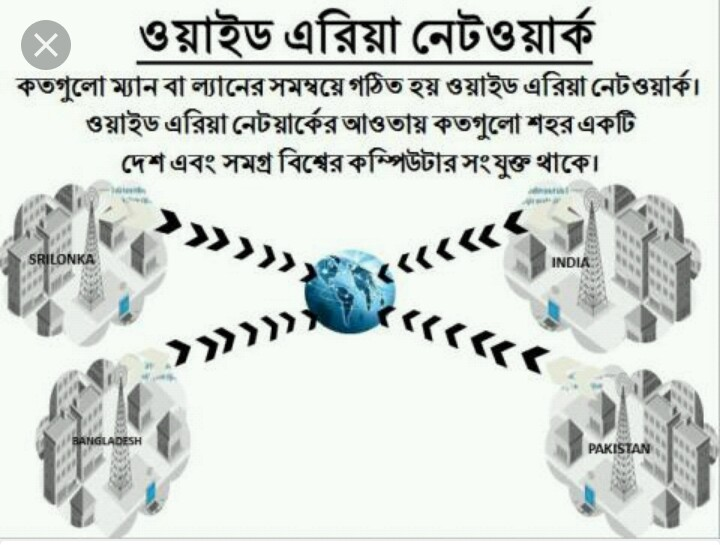 ওয়াইড এরিয়া নেটওয়ার্ক
কতগুলো ম্যান বা ল্যানের সমম্বয়ে গঠিত হয় ওয়াইড এরিয়া নেটওয়ার্ক।
ওয়াইড এরিয়া নেটয়ার্কের আওতায় কতগুলো শহর একটি
দেশ এবং সমগ্র বিশ্বের কম্পিউটার সংযুক্ত থাকে।
SRILONKA
INDIA
BANGLADESH
PAKISTAN